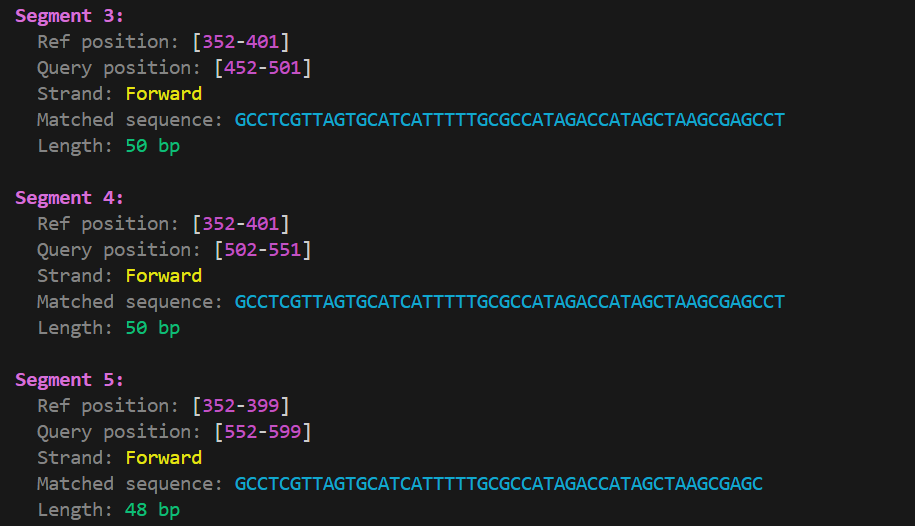 Segment 3:
Ref position: [352-401]
Query position: [452-501]
Strand: Forward
Matched sequence: GCCTCGTTAGTGCATCATTTTTGCGCCATAGACCATAGCTAAGCGAGCCT
Length: 50 bp
Segment 4:
Ref position: [352-401]
Query position: [502-551]
Strand: Forward
Matched sequence: GCCTCGTTAGTGCATCATTTTTGCGCCATAGACCATAGCTAAGCGAGCCT
Length: 50 bp
Segment 5:
Ref position: [352-399]
Query position: [552-599]
Strand: Forward
Matched sequence: GCCTCGTTAGTGCATCATTTTTGCGCCATAGACCATAGCTAAGCGAGC
Length: 48 bp